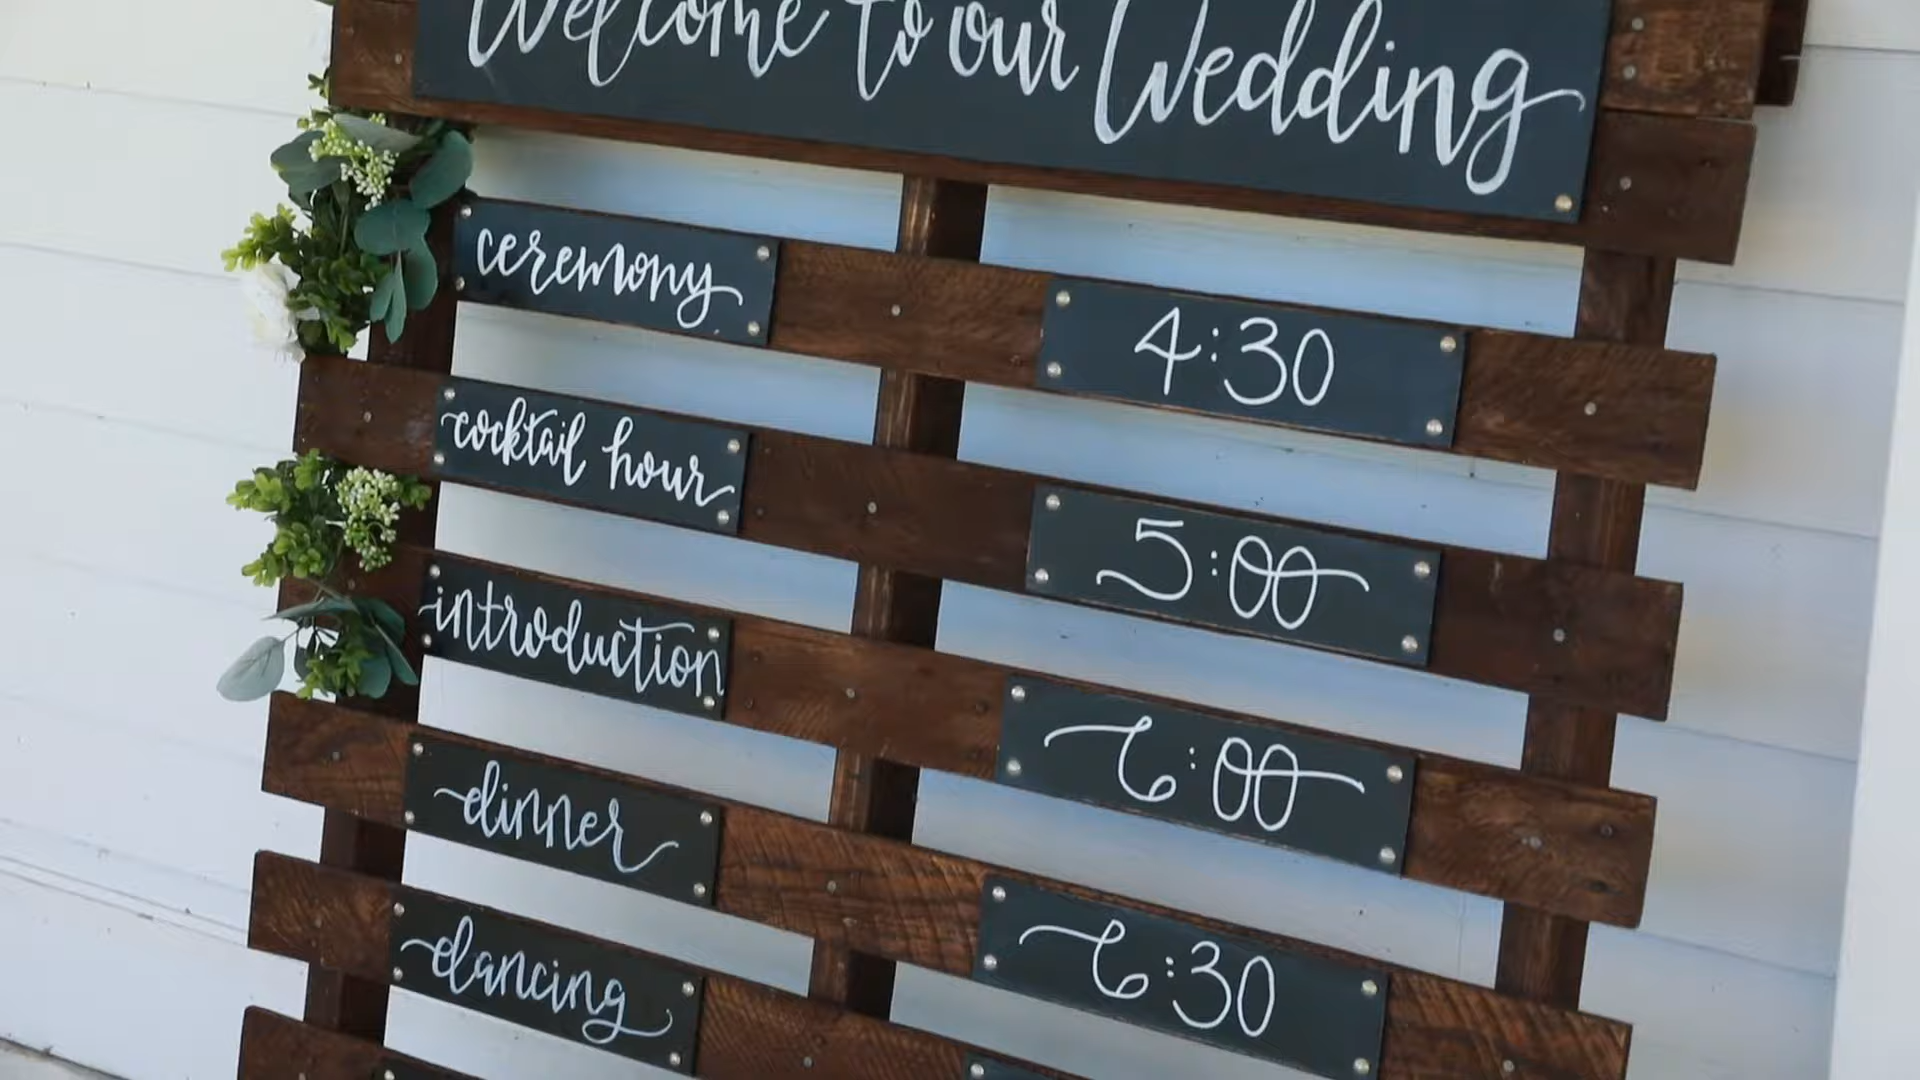 Welcome to our Wedding
ceremony 4:30
cocktail hour 5:00
introduction 6:00
dinner 6:30
dancing